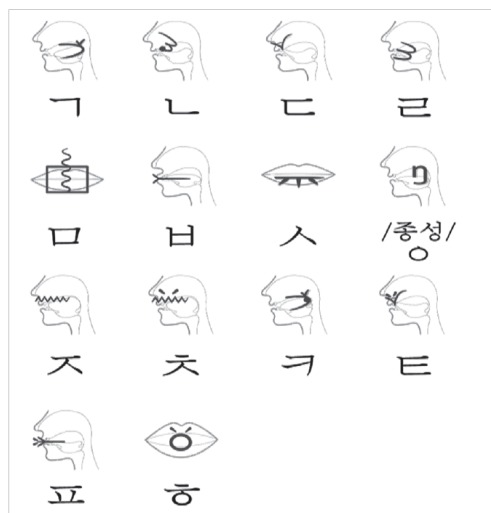 ㄱ ㄴ ㄷ ㄹ
ㅁ ㅂ ㅅ /종성/
ㅇ
ㅈ ㅊ ㅋ ㅌ
ㅍ ㅎ